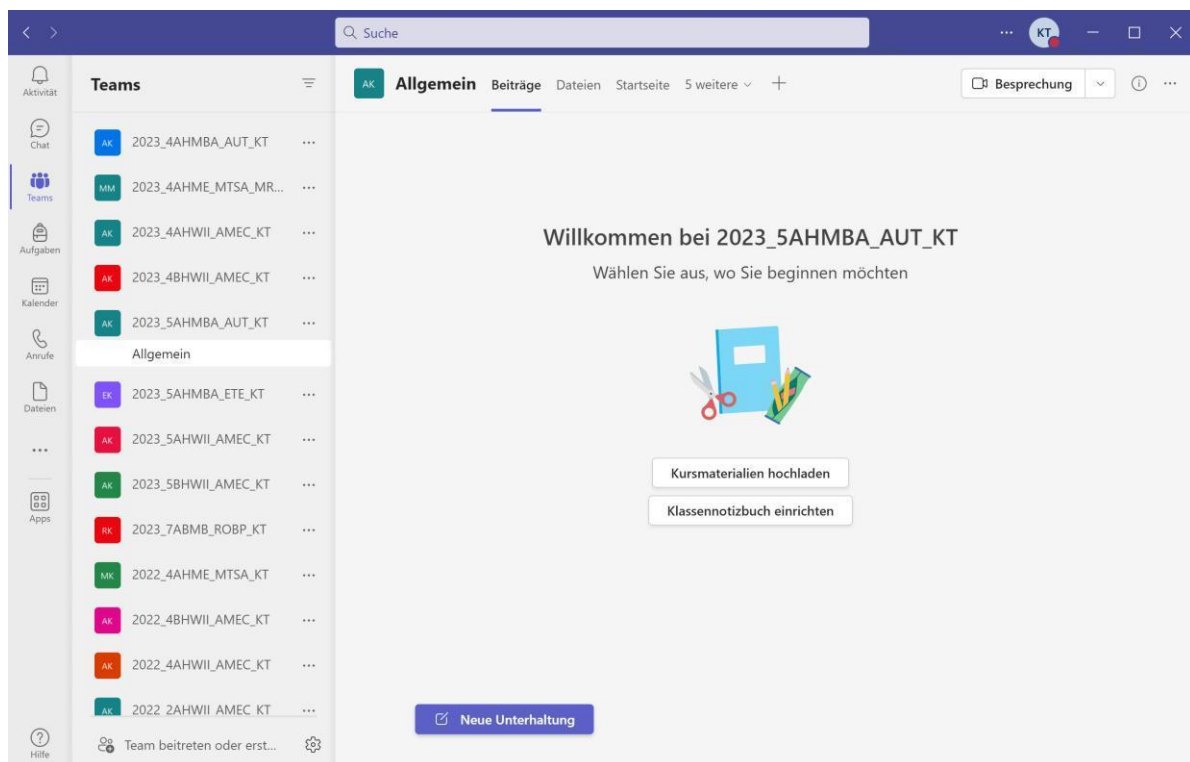 Suche
KT
Aktivität
Chat
Teams
Aufgaben
Kalender
Anrufe
Dateien
Apps
Hilfe
Teams
AK 2023_4AHMBA_AUT_KT ...
MM 2023_4AHME_MTSA_MR... ...
AK 2023_4AHWII_AMEC_KT ...
AK 2023_4BHWII_AMEC_KT ...
AK 2023_5AHMBA_AUT_KT ...
Allgemein
EK 2023_5AHMBA_ETE_KT ...
AK 2023_5AHWII_AMEC_KT ...
AK 2023_5BHWII_AMEC_KT ...
RK 2023_7ABMB_ROBP_KT ...
MK 2022_4AHME_MTSA_KT ...
AK 2022_4BHWII_AMEC_KT ...
AK 2022_4AHWII_AMEC_KT ...
AK 2022_2AHWII_AMEC_KT ...
Team beitreten oder erst...
AK Allgemein Beiträge Dateien Startseite 5 weitere Besprechung
Willkommen bei 2023_5AHMBA_AUT_KT
Wählen Sie aus, wo Sie beginnen möchten
Kursmaterialien hochladen
Klassennotizbuch einrichten
Neue Unterhaltung